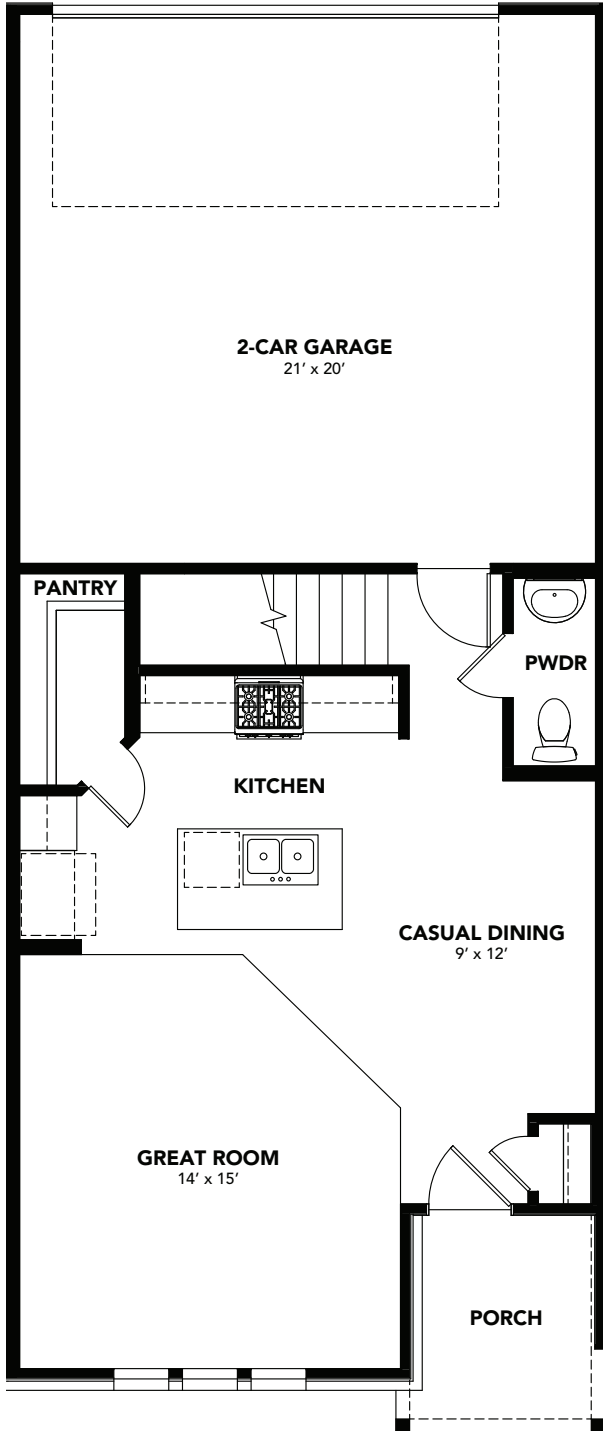 2-CAR GARAGE
21′ x 20′
PANTRY
PWDR
KITCHEN
CASUAL DINING
9′ x 12′
GREAT ROOM
14′ x 15′
PORCH